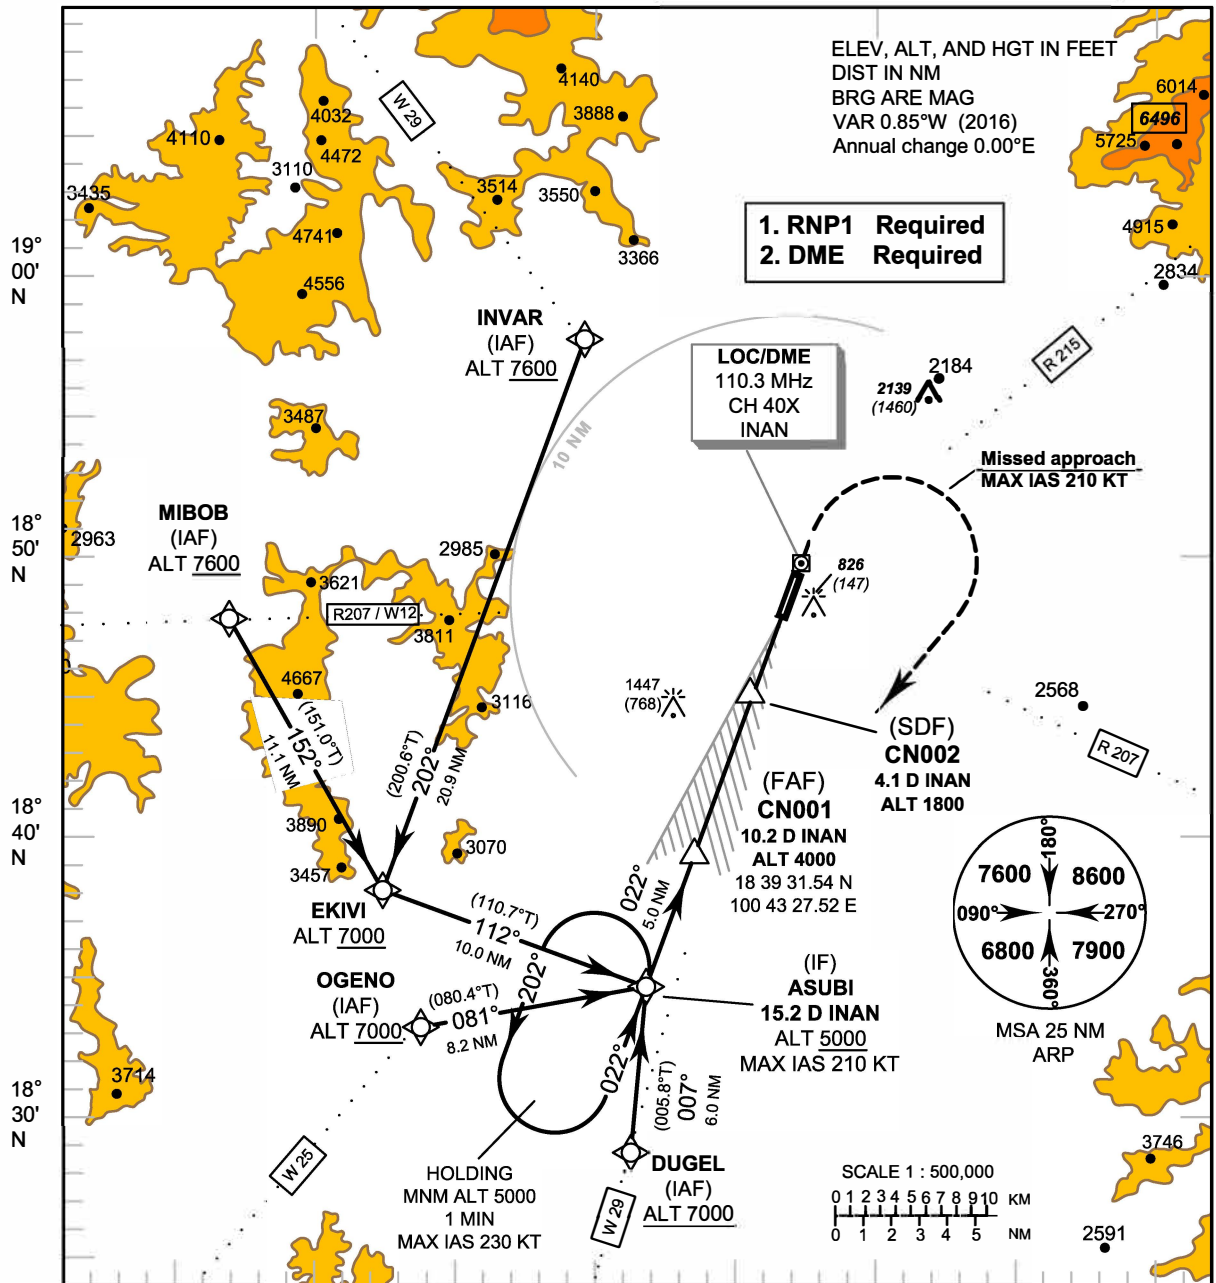 ELEV, ALT, AND HGT IN FEET
DIST IN NM
BRG ARE MAG
VAR 0.85°W (2016)
Annual change 0.00°E
W 29
4140
4032
3888
4110
4472
3110
3435
3514
3550
4741
3366
4556
6014
6496
5725
4915
2834
1. RNP1 Required
2. DME Required
19°
00'
N
INVAR
(IAF)
ALT 7600
LOC/DME
110.3 MHz
CH 40X
INAN
R 215
2184
2139
(1460)
3487
10 NM
Missed approach
MAX IAS 210 KT
18°
50'
N
2963
MIBOB
(IAF)
ALT 7600
2985
3621
R207 / W12
3811
826
(147)
4667
3116
1447
(768)
2568
R 207
(151.0°T)
152°
11.1 NM
(200.6°T)
202°
20.9 NM
(SDF)
CN002
4.1 D INAN
ALT 1800
(FAF)
CN001
10.2 D INAN
ALT 4000
18 39 31.54 N
100 43 27.52 E
18°
40'
N
3890
3457
3070
022°
5.0 NM
EKIVI
ALT 7000
(110.7°T)
112°
10.0 NM
180°
7600
8600
090°
270°
6800
7900
360°
MSA 25 NM
ARP
OGENO
(IAF)
ALT 7000
(080.4°T)
081°
8.2 NM
202°
022°
(IF)
ASUBI
15.2 D INAN
ALT 5000
MAX IAS 210 KT
(005.8°T)
007°
6.0 NM
18°
30'
N
3714
W 25
HOLDING
MNM ALT 5000
1 MIN
MAX IAS 230 KT
DUGEL
(IAF)
ALT 7000
W 29
SCALE 1 : 500,000
0 1 2 3 4 5 6 7 8 9 10 KM
0 1 2 3 4 5 NM
3746
2591